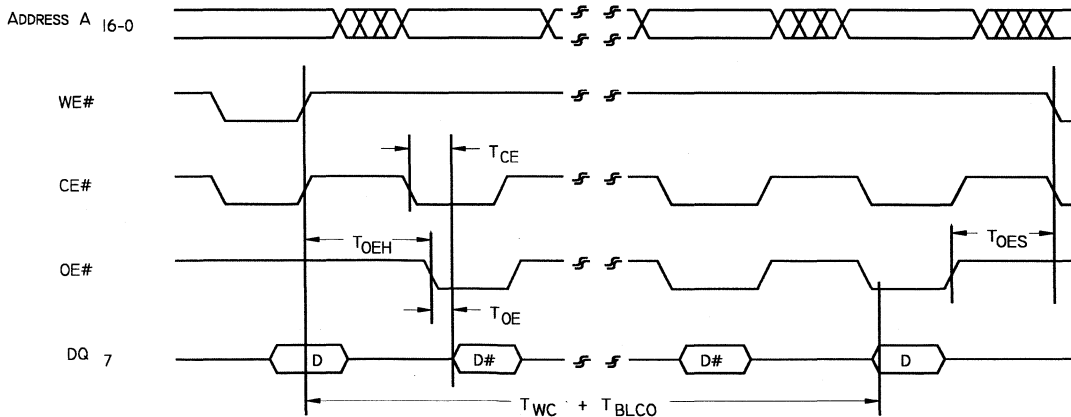 ADDRESS A 16-0
WE#
T CE
CE#
T OEH
T OES
OE#
T OE
DQ 7
D
D#
D#
D
T WC + T BLCO